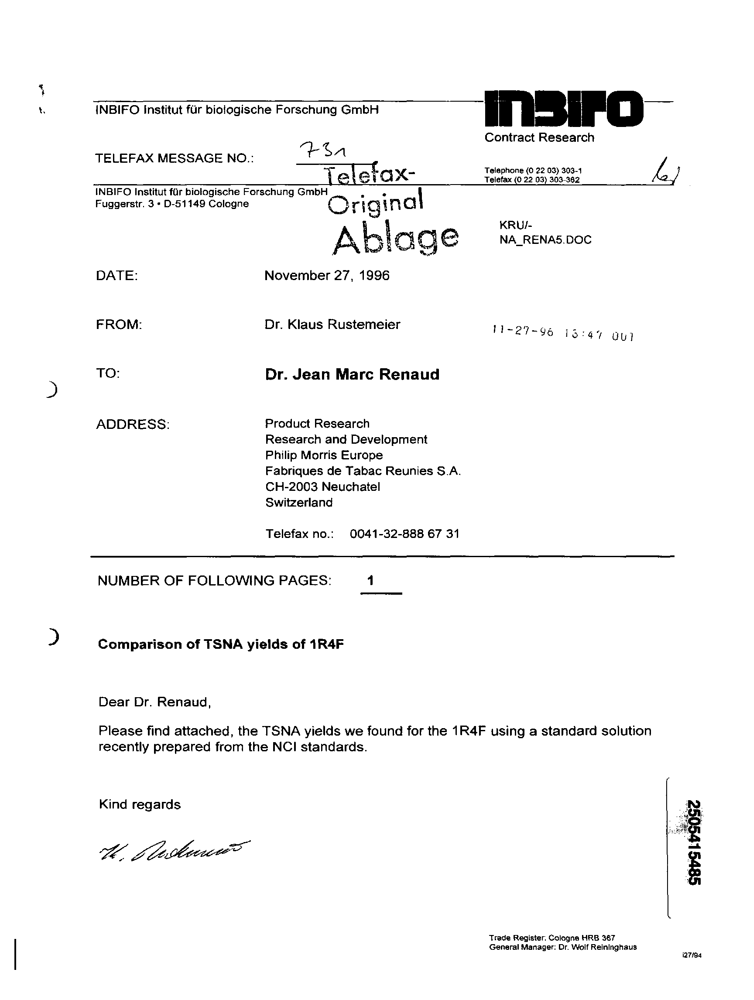 INBIFO Institut für biologische Forschung GmbH
INBIFO
Contract Research
TELEFAX MESSAGE NO.: 731
Telephone (0 22 03) 303-1
Telefax (0 22 03) 303-362
INBIFO Institut für biologische Forschung GmbH
Fuggerstr. 3 • D-51149 Cologne
Telefax-
Original
Ablage
KRU/-
NA_RENA5.DOC
DATE: November 27, 1996
FROM: Dr. Klaus Rustemeier
11-27-96 13:47 001
TO: Dr. Jean Marc Renaud
ADDRESS: Product Research
Research and Development
Philip Morris Europe
Fabriques de Tabac Reunies S.A.
CH-2003 Neuchatel
Switzerland
Telefax no.: 0041-32-888 67 31
NUMBER OF FOLLOWING PAGES: 1
Comparison of TSNA yields of 1R4F
Dear Dr. Renaud,
Please find attached, the TSNA yields we found for the 1R4F using a standard solution
recently prepared from the NCI standards.
Kind regards
2505415485
Trade Register: Cologne HRB 367
General Manager: Dr. Wolf Reininghaus
i27/94